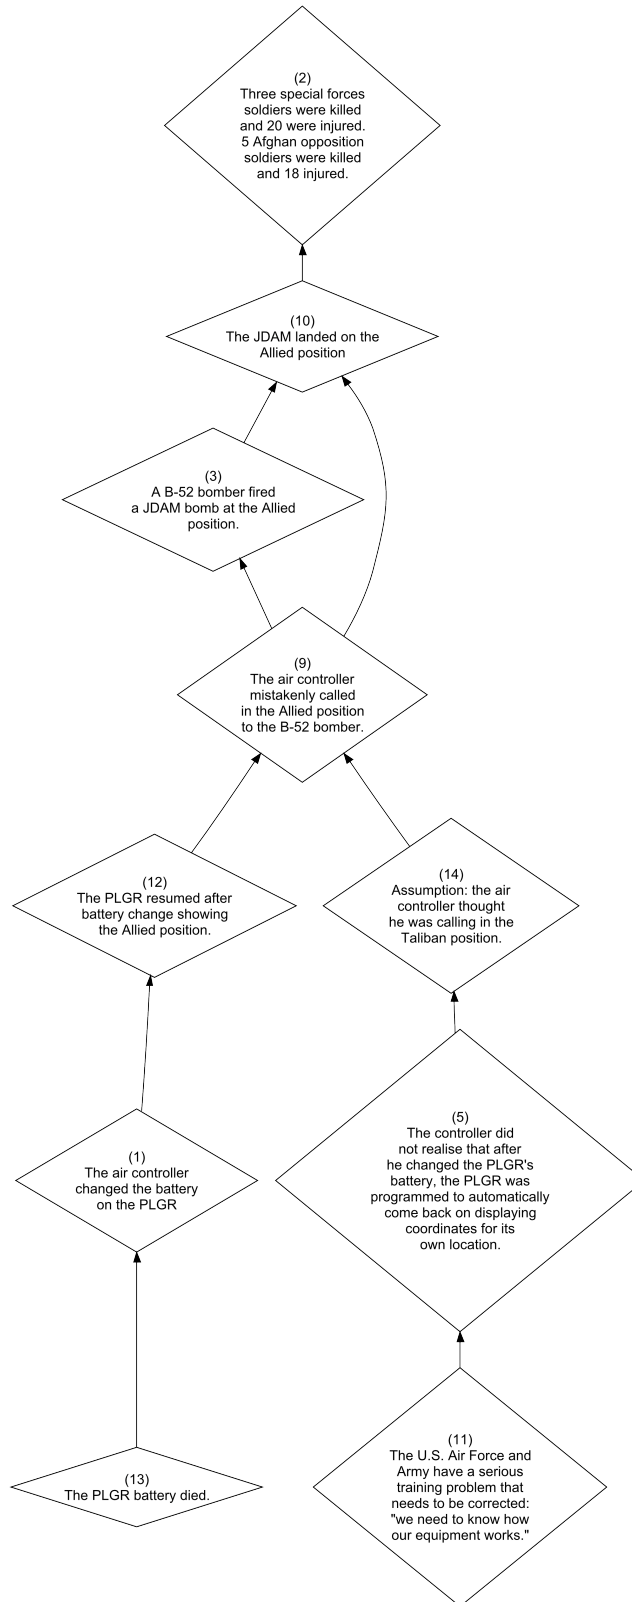 (2)
Three special forces
soldiers were killed
and 20 were injured.
5 Afghan opposition
soldiers were killed
and 18 injured.
(10)
The JDAM landed on the
Allied position
(3)
A B-52 bomber fired
a JDAM bomb at the Allied
position.
(9)
The air controller
mistakenly called
in the Allied position
to the B-52 bomber.
(12)
The PLGR resumed after
battery change showing
the Allied position.
(14)
Assumption: the air
controller thought
he was calling in the
Taliban position.
(1)
The air controller
changed the battery
on the PLGR
(5)
The controller did
not realise that after
he changed the PLGR's
battery, the PLGR was
programmed to automatically
come back on displaying
coordinates for its
own location.
(13)
The PLGR battery died.
(11)
The U.S. Air Force and
Army have a serious
training problem that
needs to be corrected:
"we need to know how
our equipment works."